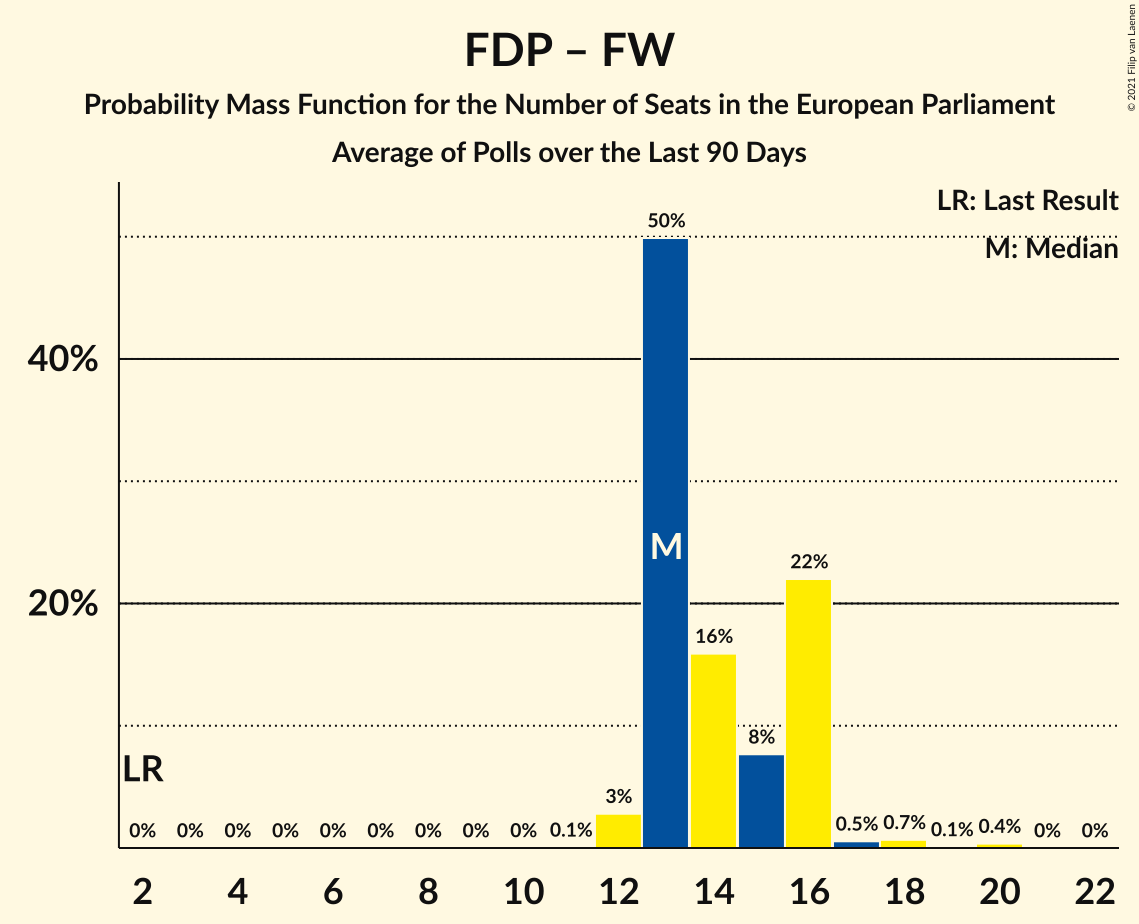 FDP – FW
Probability Mass Function for the Number of Seats in the European Parliament
Average of Polls over the Last 90 Days
© 2021 Filip van Laenen
LR: Last Result
M: Median
50%
40%
M
22%
20%
16%
8%
LR
3%
0% 0% 0% 0% 0% 0% 0% 0% 0% 0.1% 0.5% 0.7% 0.1% 0.4% 0% 0%
2 4 6 8 10 12 14 16 18 20 22